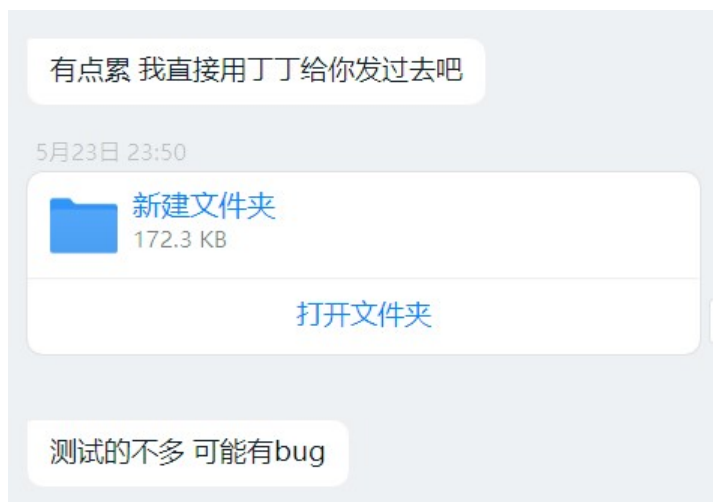 有点累 我直接用丁丁给你发过去吧
5月23日 23:50
新建文件夹
172.3 KB
打开文件夹
测试的不多 可能有bug